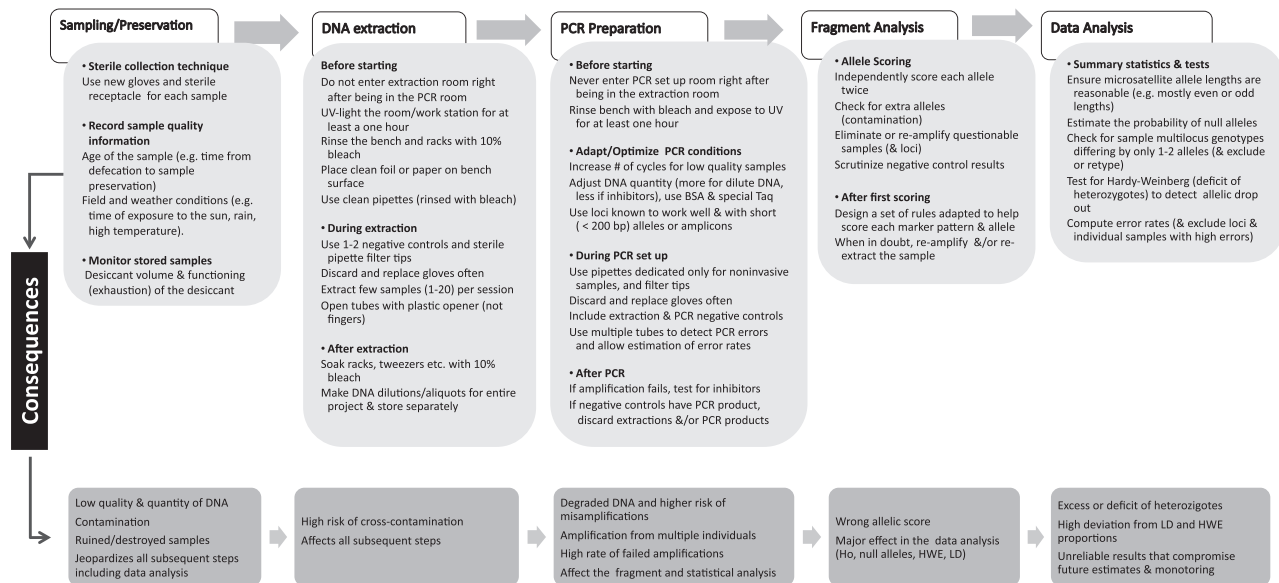 Sampling/Preservation
• Sterile collection technique
Use new gloves and sterile
receptacle for each sample
• Record sample quality
information
Age of the sample (e.g. time from
defecation to sample
preservation)
Field and weather conditions (e.g.
time of exposure to the sun, rain,
high temperature).
• Monitor stored samples
Desiccant volume & functioning
(exhaustion) of the desiccant
DNA extraction
Before starting
Do not enter extraction room right
after being in the PCR room
UV-light the room/work station for at
least a one hour
Rinse the bench and racks with 10%
bleach
Place clean foil or paper on bench
surface
Use clean pipettes (rinsed with bleach)
• During extraction
Use 1-2 negative controls and sterile
pipette filter tips
Discard and replace gloves often
Extract few samples (1-20) per session
Open tubes with plastic opener (not
fingers)
• After extraction
Soak racks, tweezers etc. with 10%
bleach
Make DNA dilutions/aliquots for entire
project & store separately
PCR Preparation
• Before starting
Never enter PCR set up room right after
being in the extraction room
Rinse bench with bleach and expose to UV
for at least one hour
• Adapt/Optimize PCR conditions
Increase # of cycles for low quality samples
Adjust DNA quantity (more for dilute DNA,
less if inhibitors), use BSA & special Taq
Use loci known to work well & with short
( < 200 bp) alleles or amplicons
• During PCR set up
Use pipettes dedicated only for noninvasive
samples, and filter tips
Discard and replace gloves often
Include extraction & PCR negative controls
Use multiple tubes to detect PCR errors
and allow estimation of error rates
• After PCR
If amplification fails, test for inhibitors
If negative controls have PCR product,
discard extractions &/or PCR products
Fragment Analysis
• Allele Scoring
Independently score each allele
twice
Check for extra alleles
(contamination)
Eliminate or re-amplify questionable
samples (& loci)
Scrutinize negative control results
• After first scoring
Design a set of rules adapted to help
score each marker pattern & allele
When in doubt, re-amplify &/or re-
extract the sample
Data Analysis
• Summary statistics & tests
Ensure microsatellite allele lengths are
reasonable (e.g. mostly even or odd
lengths)
Estimate the probability of null alleles
Check for sample multilocus genotypes
differing by only 1-2 alleles (& exclude
or retype)
Test for Hardy-Weinberg (deficit of
heterozygotes) to detect allelic drop
out
Compute error rates (& exclude loci &
individual samples with high errors)
Consequences
Low quality & quantity of DNA
Contamination
Ruined/destroyed samples
Jeopardizes all subsequent steps
including data analysis
High risk of cross-contamination
Affects all subsequent steps
Degraded DNA and higher risk of
misamplifications
Amplification from multiple individuals
High rate of failed amplifications
Affect the fragment and statistical analysis
Wrong allelic score
Major effect in the data analysis
(Ho, null alleles, HWE, LD)
Excess or deficit of heterozigotes
High deviation from LD and HWE
proportions
Unreliable results that compromise
future estimates & monotoring